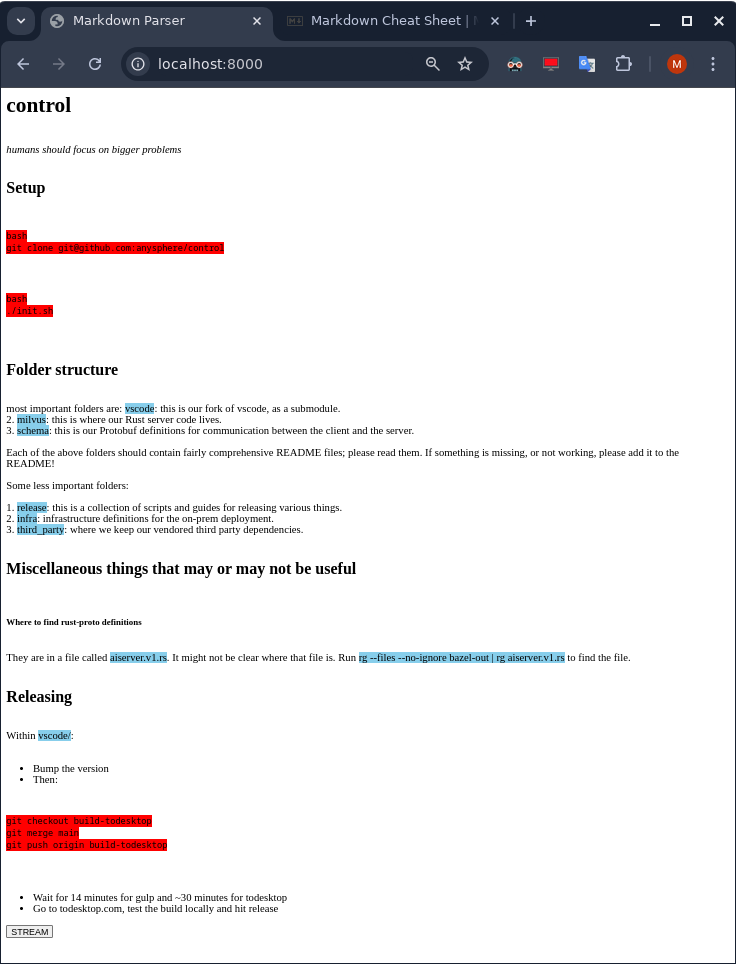 Markdown Parser
Markdown Cheat Sheet |
localhost:8000
M
control
humans should focus on bigger problems
Setup
bash
git clone git@github.com:anysphere/control
bash
./init.sh
Folder structure
most important folders are: vscode: this is our fork of vscode, as a submodule.
2. milvus: this is where our Rust server code lives.
3. schema: this is our Protobuf definitions for communication between the client and the server.
Each of the above folders should contain fairly comprehensive README files; please read them. If something is missing, or not working, please add it to the
README!
Some less important folders:
1. release: this is a collection of scripts and guides for releasing various things.
2. infra: infrastructure definitions for the on-prem deployment.
3. third_party: where we keep our vendored third party dependencies.
Miscellaneous things that may or may not be useful
Where to find rust-proto definitions
They are in a file called aiserver.v1.rs. It might not be clear where that file is. Run rg --files --no-ignore bazel-out | rg aiserver.v1.rs to find the file.
Releasing
Within vscode/:
• Bump the version
• Then:
git checkout build-todesktop
git merge main
git push origin build-todesktop
• Wait for 14 minutes for gulp and ~30 minutes for todesktop
• Go to todesktop.com, test the build locally and hit release
STREAM